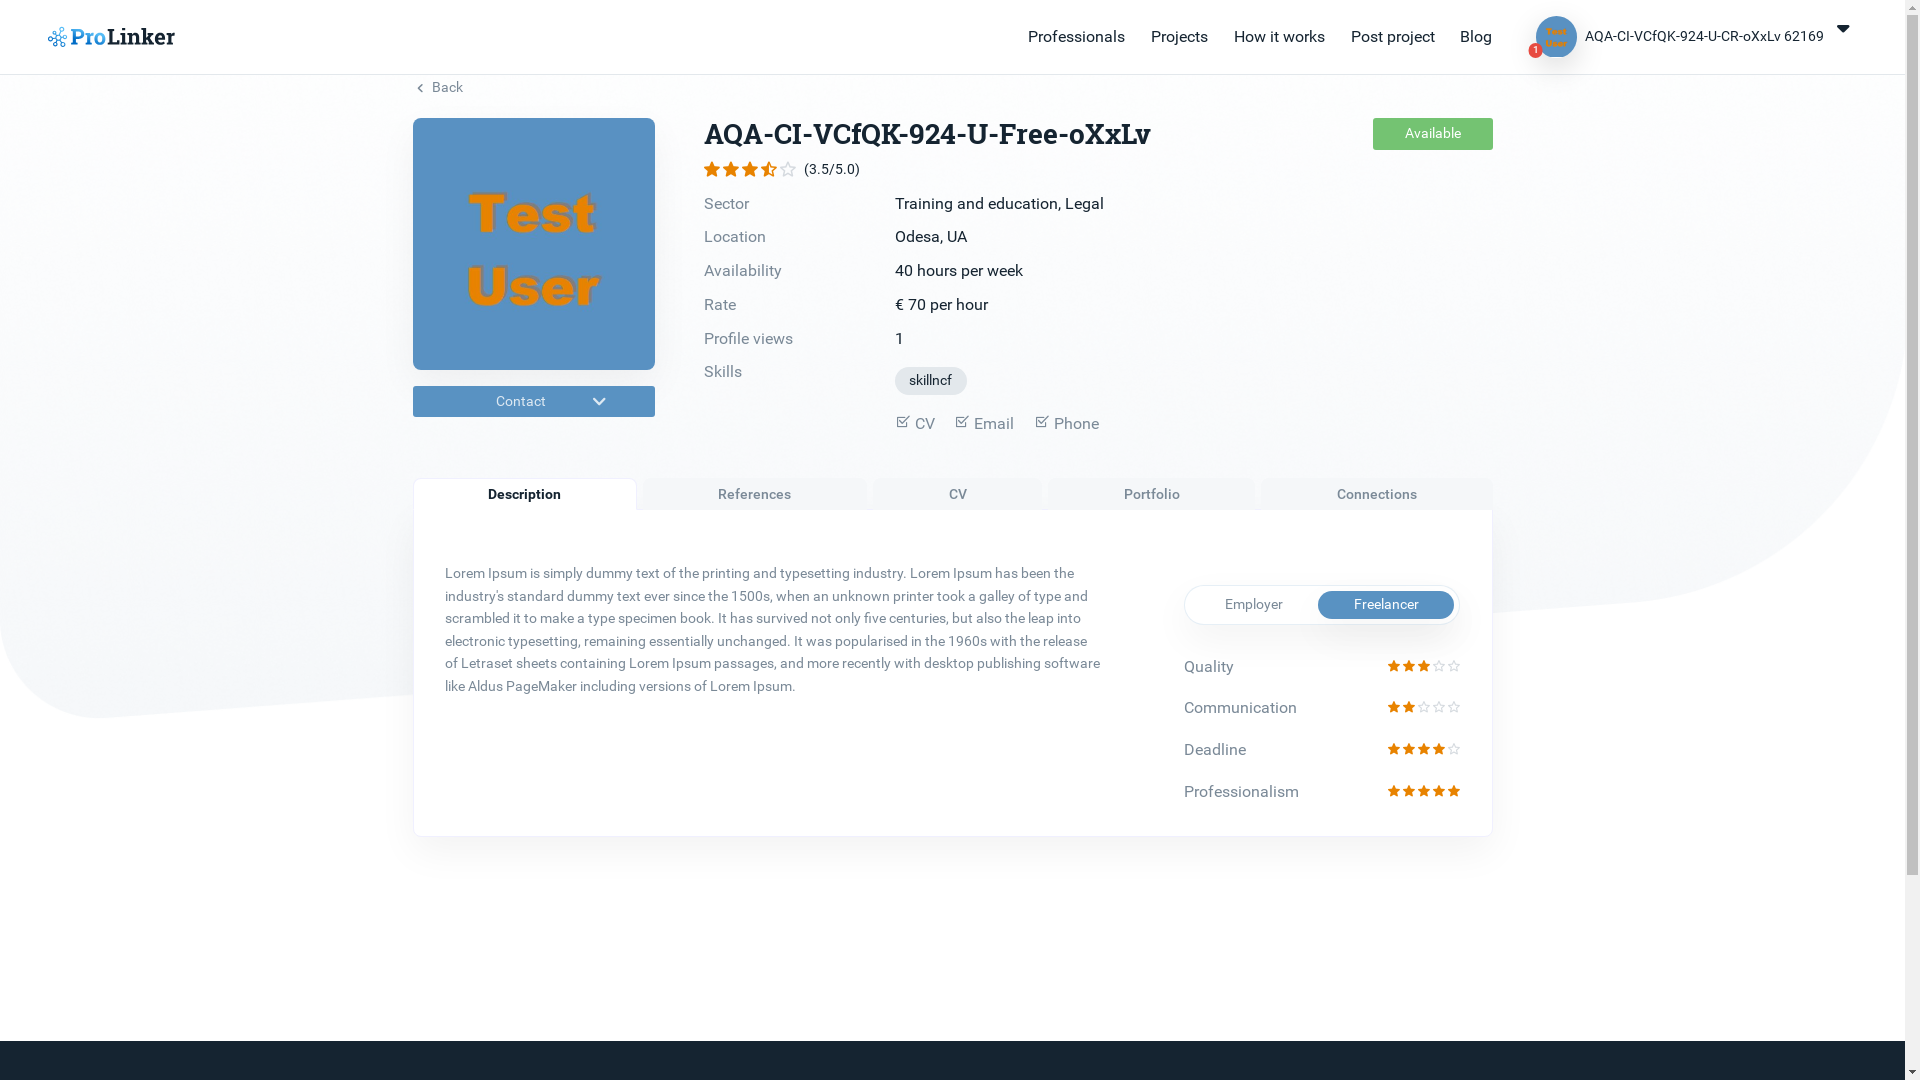 ProLinker
Professionals Projects How it works Post project Blog
Test
User
1
AQA-CI-VCfQK-924-U-CR-oXxLv 62169
Back
Test
User
Contact
AQA-CI-VCfQK-924-U-Free-oXxLv
(3.5/5.0)
Available
Sector Training and education, Legal
Location Odesa, UA
Availability 40 hours per week
Rate € 70 per hour
Profile views 1
Skills skillncf
CV Email Phone
Description References CV Portfolio Connections
Lorem Ipsum is simply dummy text of the printing and typesetting industry. Lorem Ipsum has been the
industry's standard dummy text ever since the 1500s, when an unknown printer took a galley of type and
scrambled it to make a type specimen book. It has survived not only five centuries, but also the leap into
electronic typesetting, remaining essentially unchanged. It was popularised in the 1960s with the release
of Letraset sheets containing Lorem Ipsum passages, and more recently with desktop publishing software
like Aldus PageMaker including versions of Lorem Ipsum.
Employer Freelancer
Quality
Communication
Deadline
Professionalism